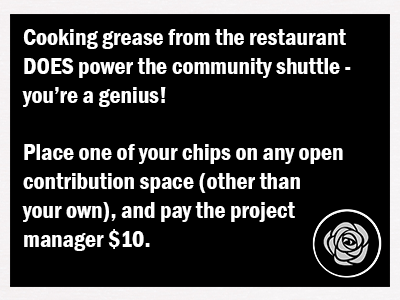 Cooking grease from the restaurant
DOES power the community shuttle -
you're a genius!
Place one of your chips on any open
contribution space (other than
your own), and pay the project
manager $10.